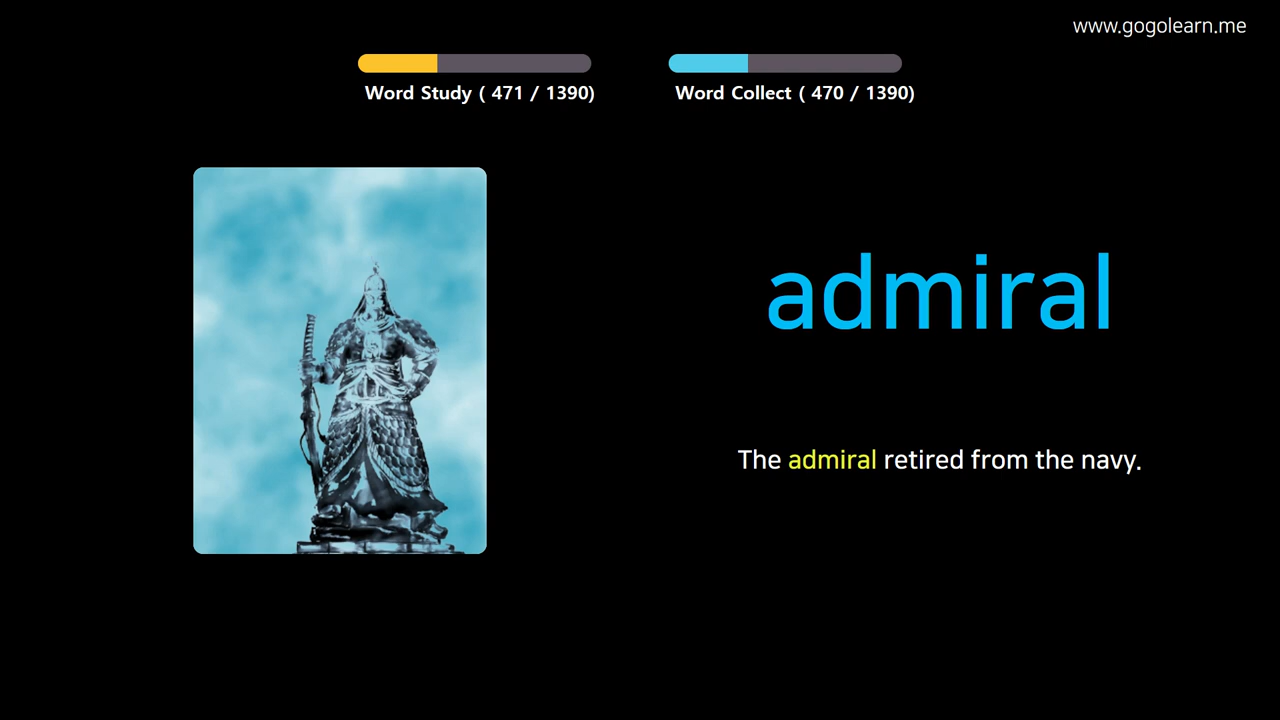 www.gogolearn.me
Word Study ( 471 / 1390)
Word Collect ( 470 / 1390)
admiral
The admiral retired from the navy.